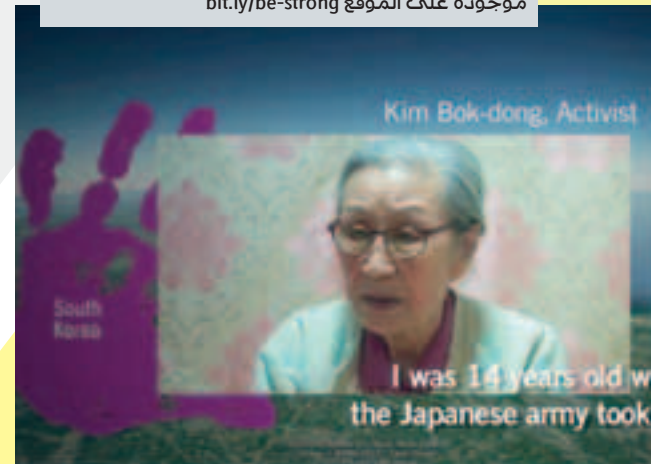 موجودة على الموقع bit.ly/be-strong
Kim Bok-dong, Activist
South
Korea
I was 14 years old w
the Japanese army took